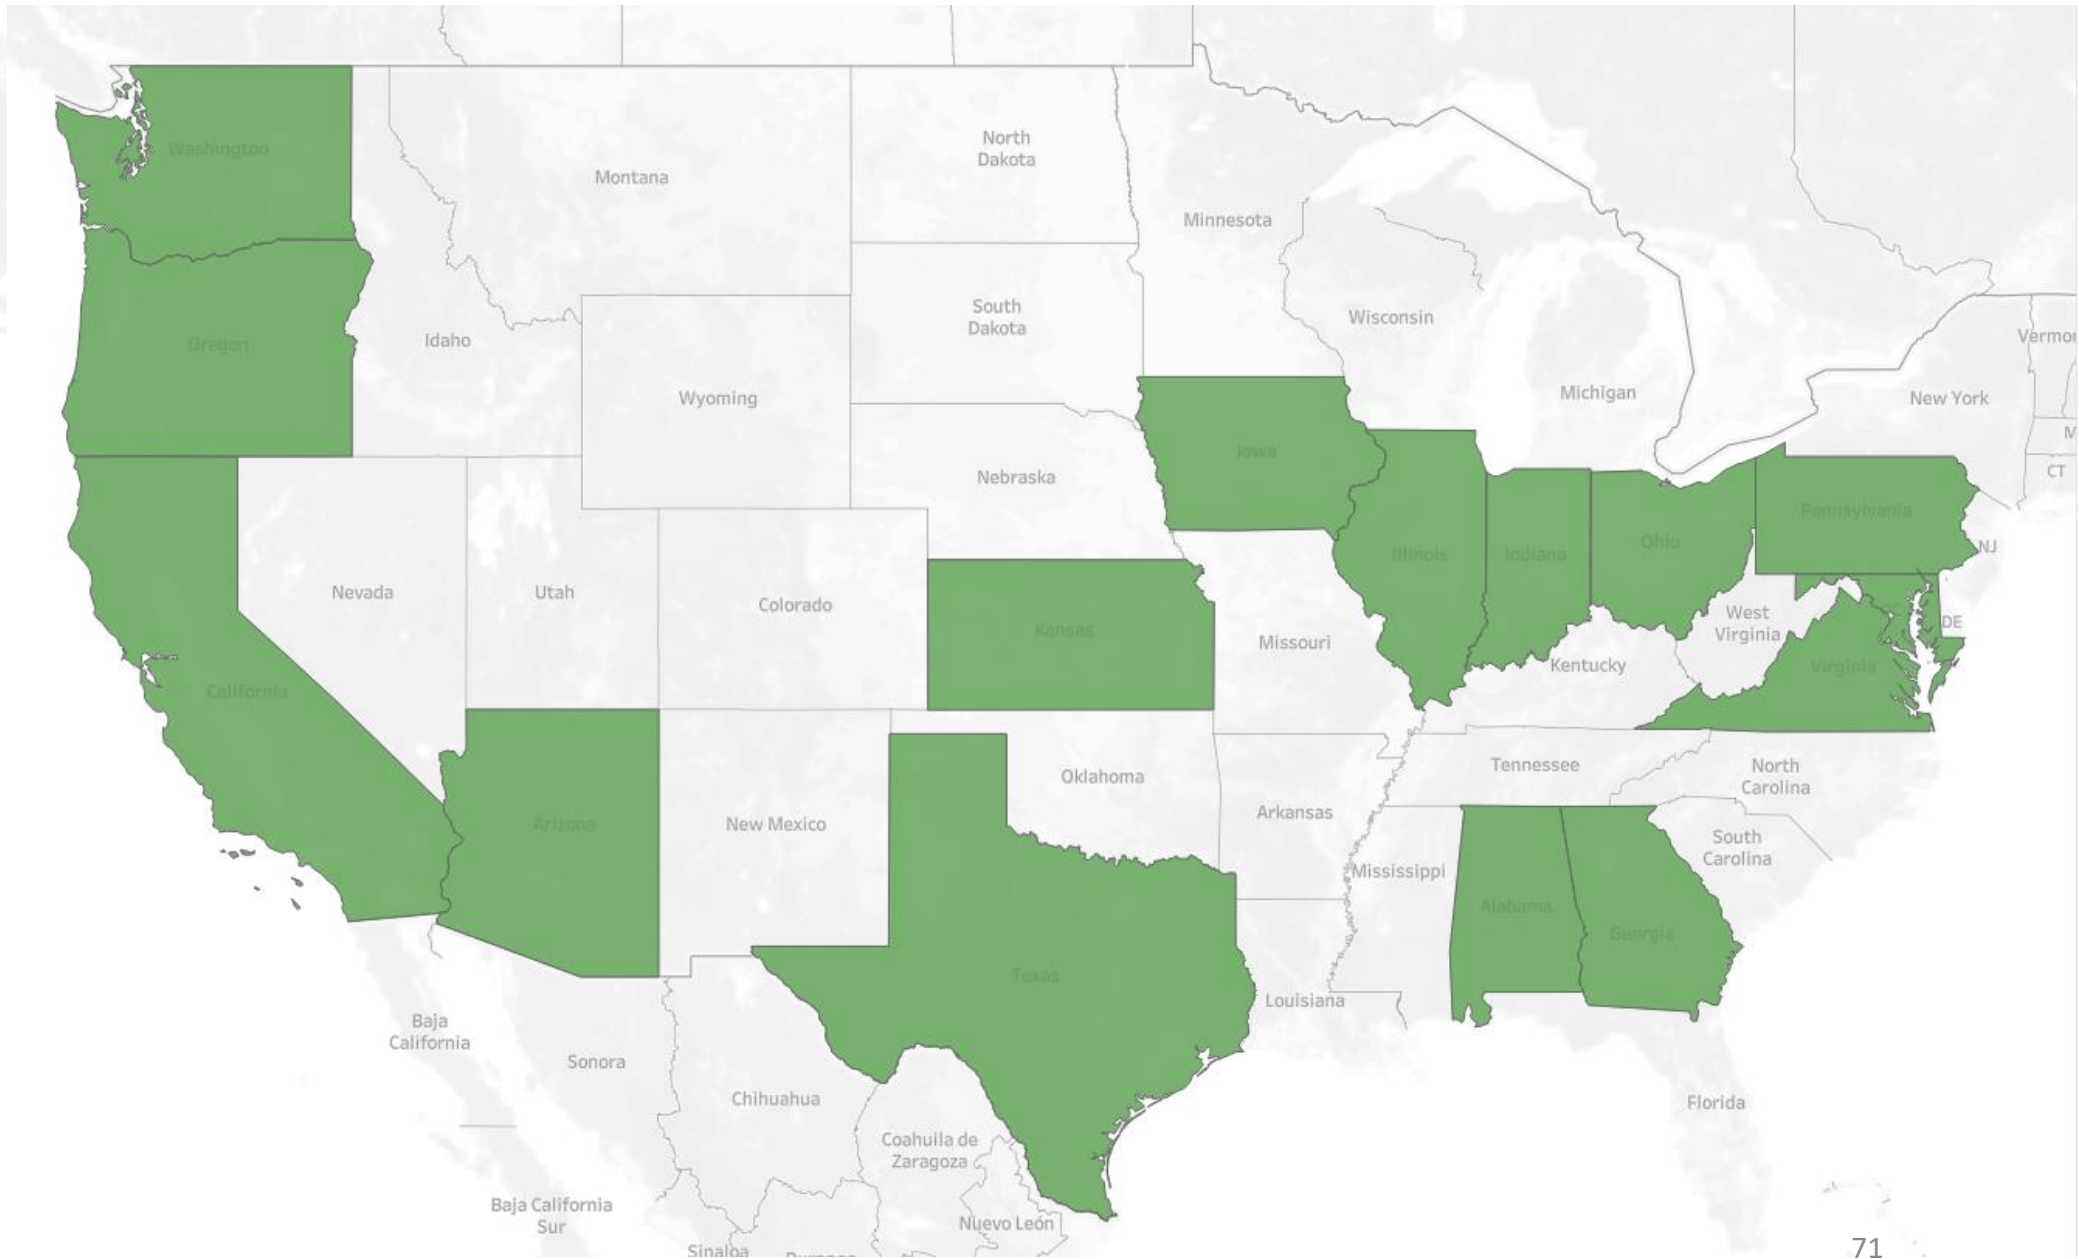 Washington
Montana
North
Dakota
Minnesota
Oregon
Idaho
South
Dakota
Wisconsin
Vermo
Wyoming
Michigan
New York
M
Iowa
CT
Nebraska
Pennsylvania
Ohio
NJ
Illinois
Indiana
Nevada
Utah
Colorado
Kansas
West
Virginia
DE
Missouri
Kentucky
Virginia
California
Tennessee
North
Carolina
Oklahoma
Arkansas
Arizona
New Mexico
South
Carolina
Mississippi
Alabama
Georgia
Texas
Louisiana
Baja
California
Sonora
Chihuahua
Florida
Coahuila de
Zaragoza
Baja California
Sur
Nuevo León
Sinaloa
Durango
71